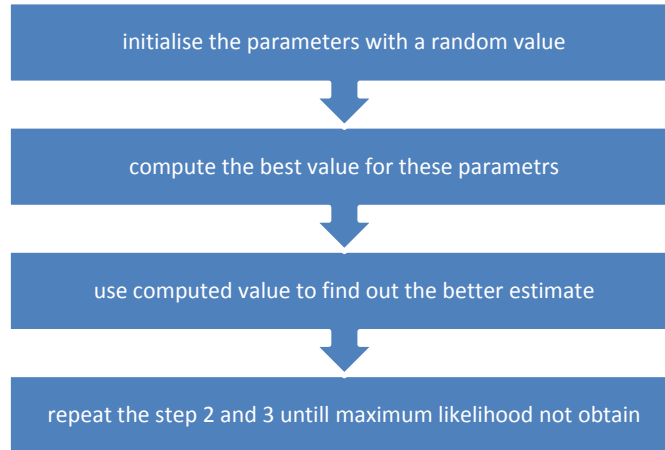 initialise the parameters with a random value
compute the best value for these parametrs
use computed value to find out the better estimate
repeat the step 2 and 3 untill maximum likelihood not obtain